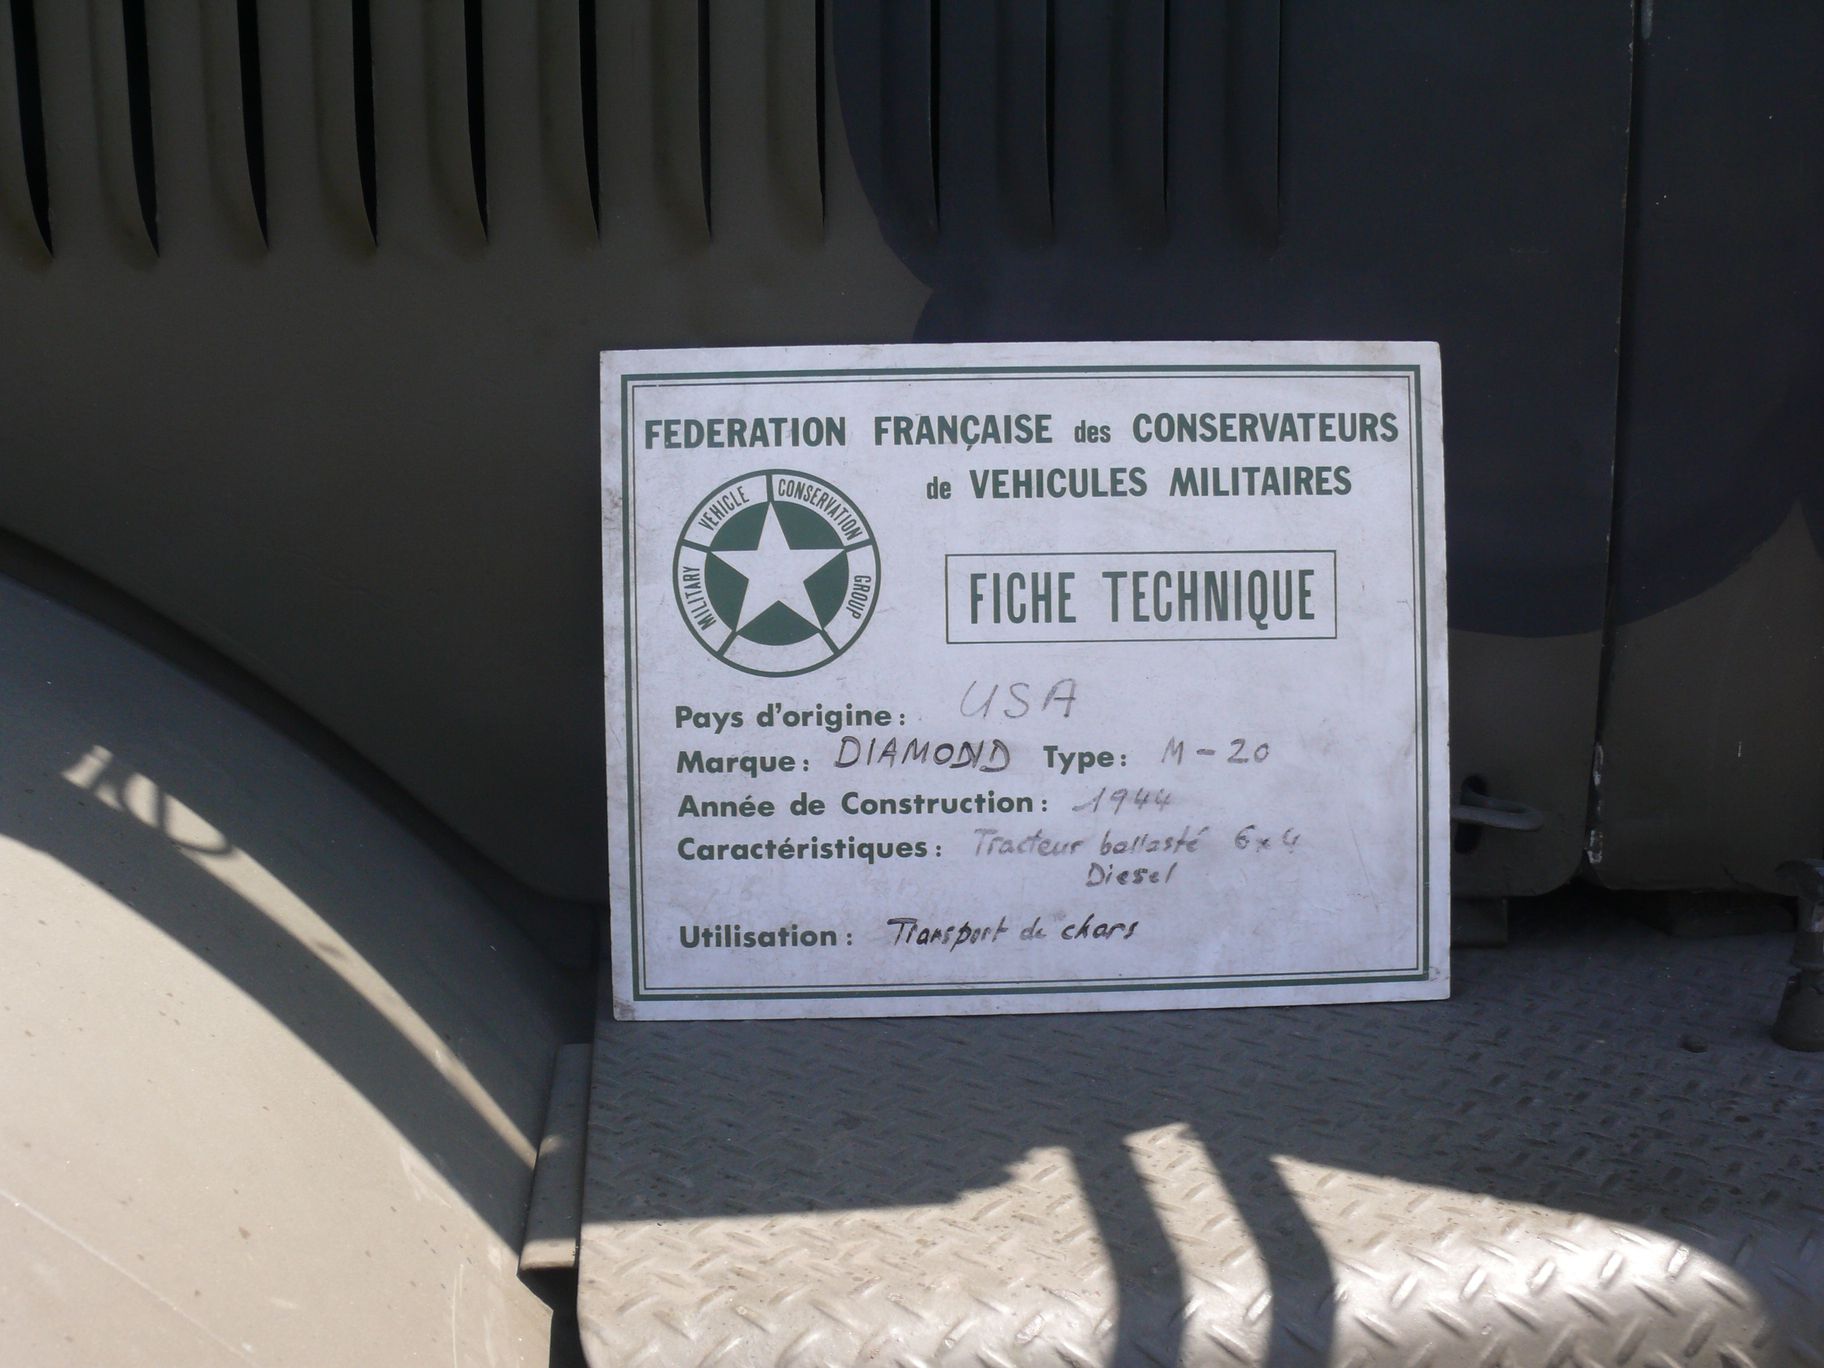 FEDERATION FRANÇAISE des CONSERVATEURS
de VEHICULES MILITAIRES
MILITARY VEHICLE CONSERVATION GROUP
FICHE TECHNIQUE
Pays d'origine: USA
Marque: DIAMOND Type: M-20
Année de Construction: 1944
Caractéristiques: Tracteur ballasté 6x4
Diesel
Utilisation: Transport de chars